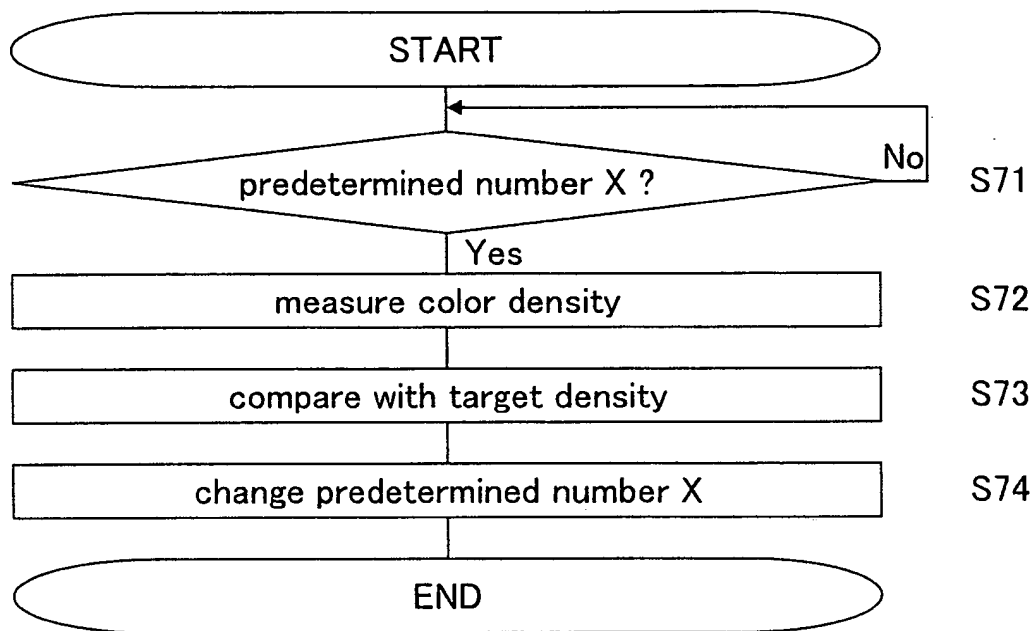 START
No
predetermined number X ?
S71
Yes
measure color density
S72
compare with target density
S73
change predetermined number X
S74
END